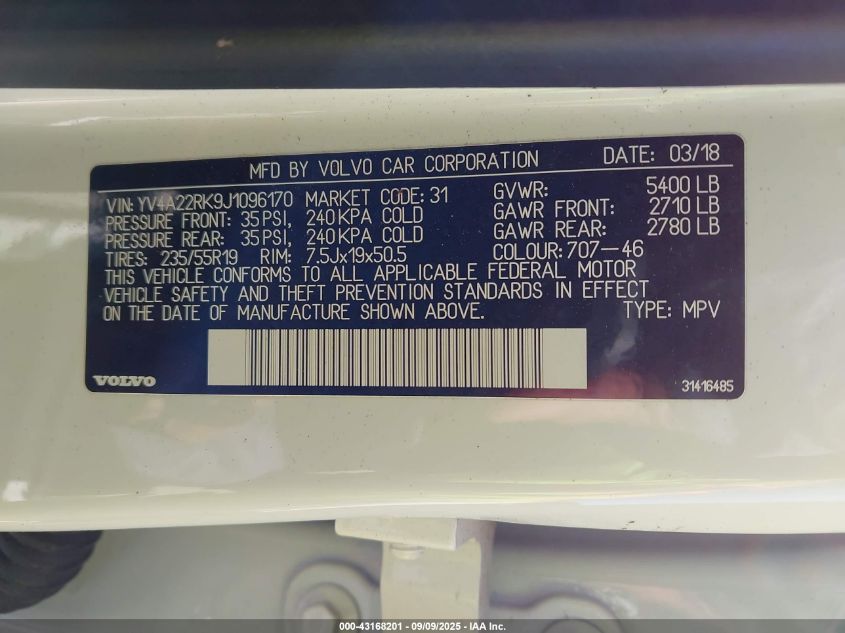 MFD BY VOLVO CAR CORPORATION DATE: 03/18
VIN: YV4A22RK9J1096170 MARKET CODE: 31 GVWR: 5400 LB
PRESSURE FRONT: 35 PSI, 240 KPA COLD GAWR FRONT: 2710 LB
PRESSURE REAR: 35 PSI, 240 KPA COLD GAWR REAR: 2780 LB
TIRES: 235/55R19 RIM: 7.5Jx19x50.5 COLOUR: 707-46
THIS VEHICLE CONFORMS TO ALL APPLICABLE FEDERAL MOTOR
VEHICLE SAFETY AND THEFT PREVENTION STANDARDS IN EFFECT
ON THE DATE OF MANUFACTURE SHOWN ABOVE. TYPE: MPV
VOLVO 31416485
000-43168201 - 09/09/2025 - IAA Inc.